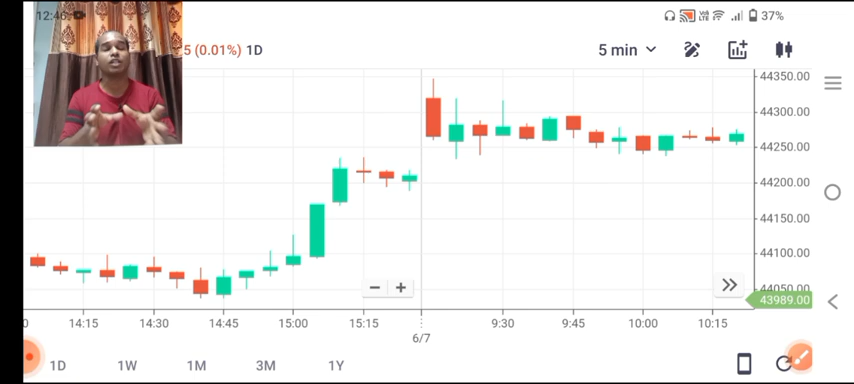 12:46
37%
5 (0.01%) 1D
5 min
44350.00
44300.00
44250.00
44200.00
44150.00
44100.00
44050.00
43989.00
0 14:15 14:30 14:45 15:00 15:15 9:30 9:45 10:00 10:15
6/7
1D 1W 1M 3M 1Y